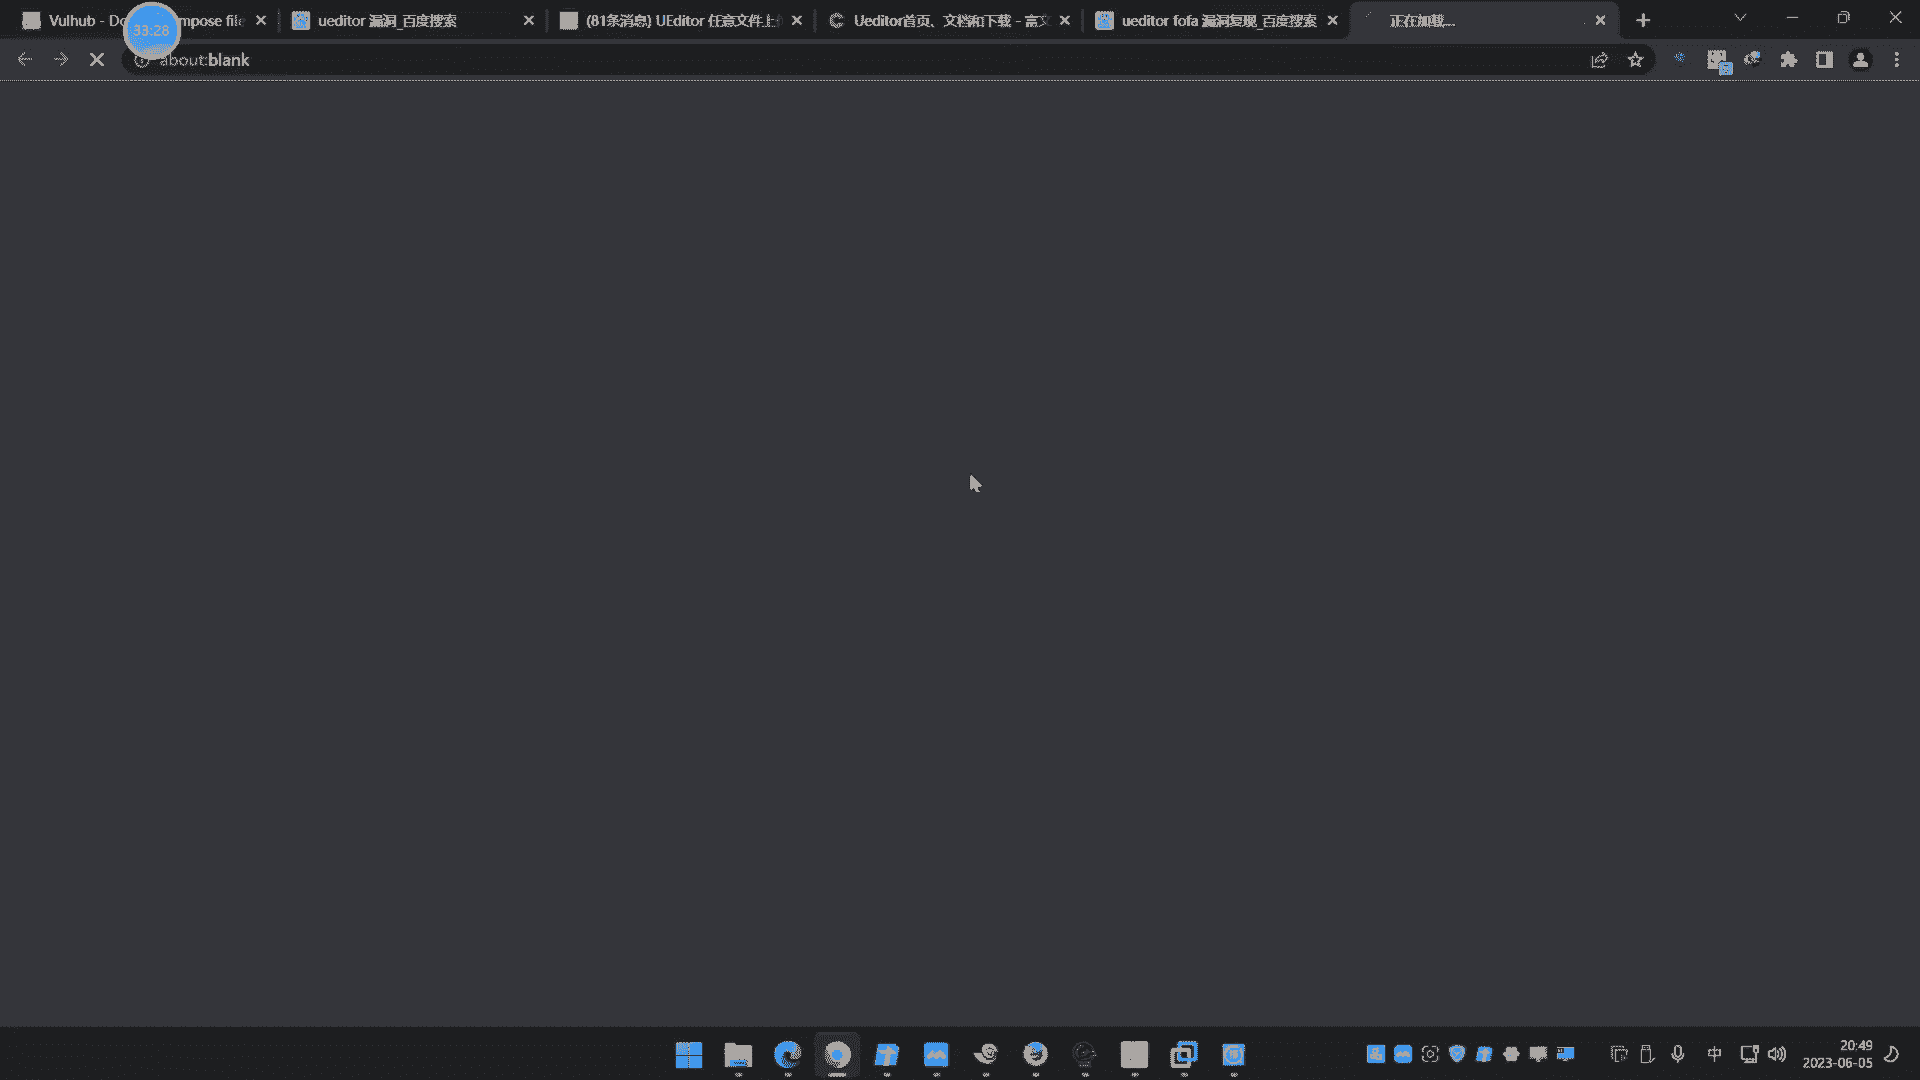 Vulhub - Do
mpose file
ueditor 漏洞_百度搜索
(81条消息) UEditor 任意文件上
Ueditor首页、文档和下载 - 富文
ueditor fofa 漏洞复现_百度搜索
正在加载...
33:28
about:blank
中
20:49
2023-06-05